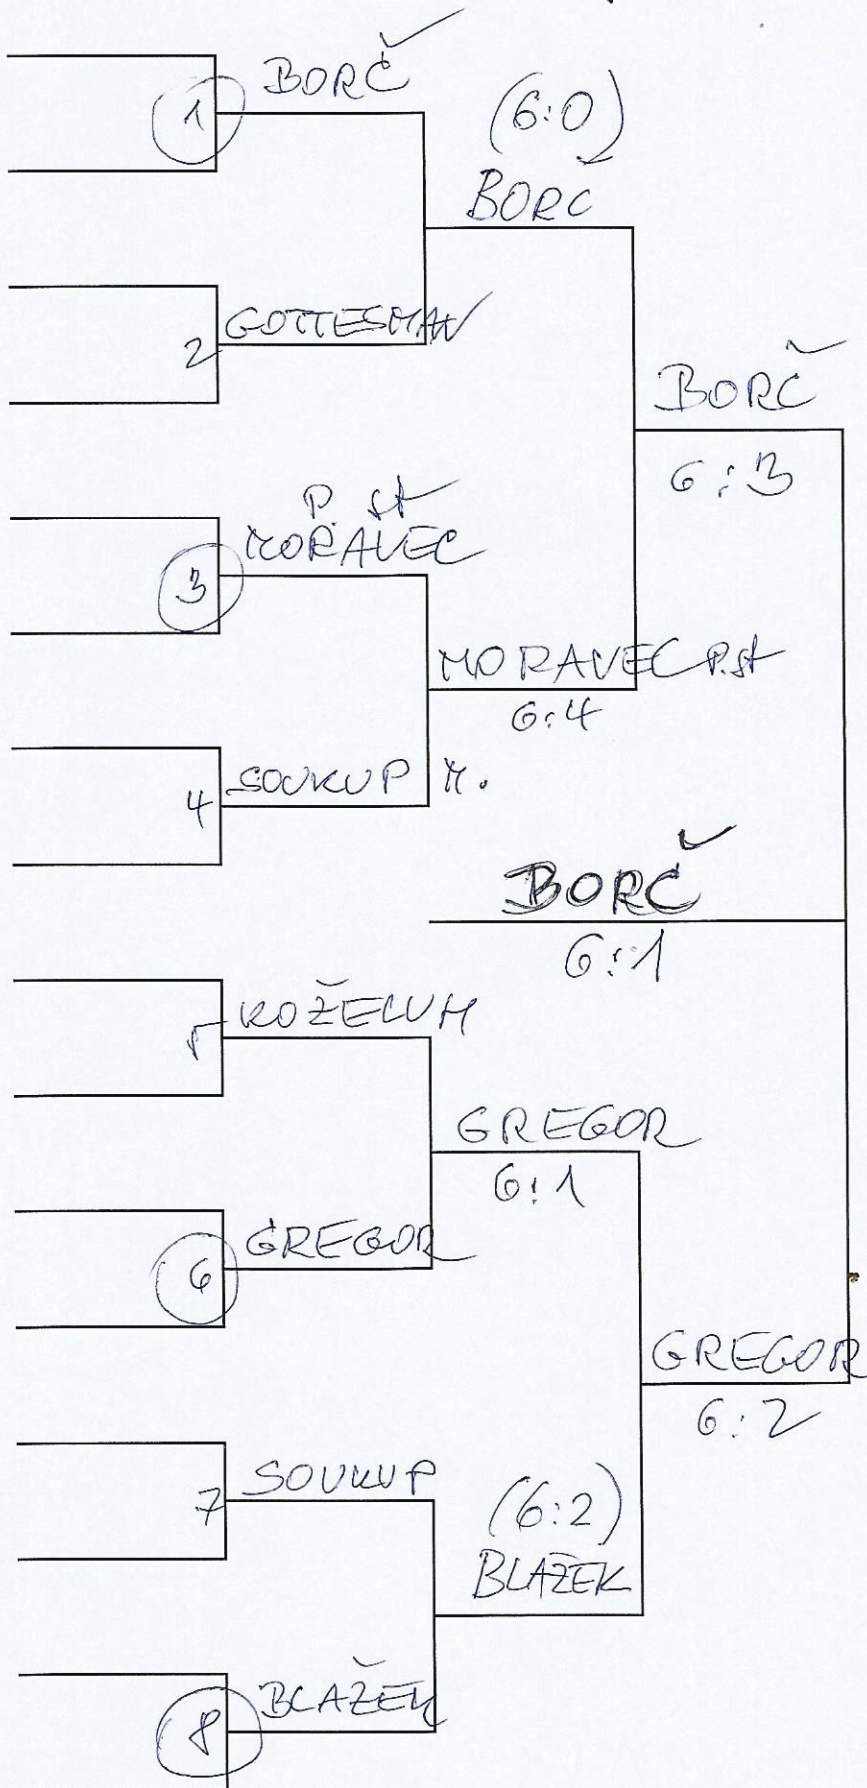 BORČ
1
(6:0)
BORČ
2 GOTTESMAN
BORČ
6:3
P. st
MORAVEC
3
MORAVEC P.st
6:4
4 SOUKUP M.
BORČ
6:1
5 KOŽELUH
GREGOR
6:1
6 GREGOR
GREGOR
6:2
7 SOUKUP
(6:2)
BLAŽEK
8 BLAŽEK